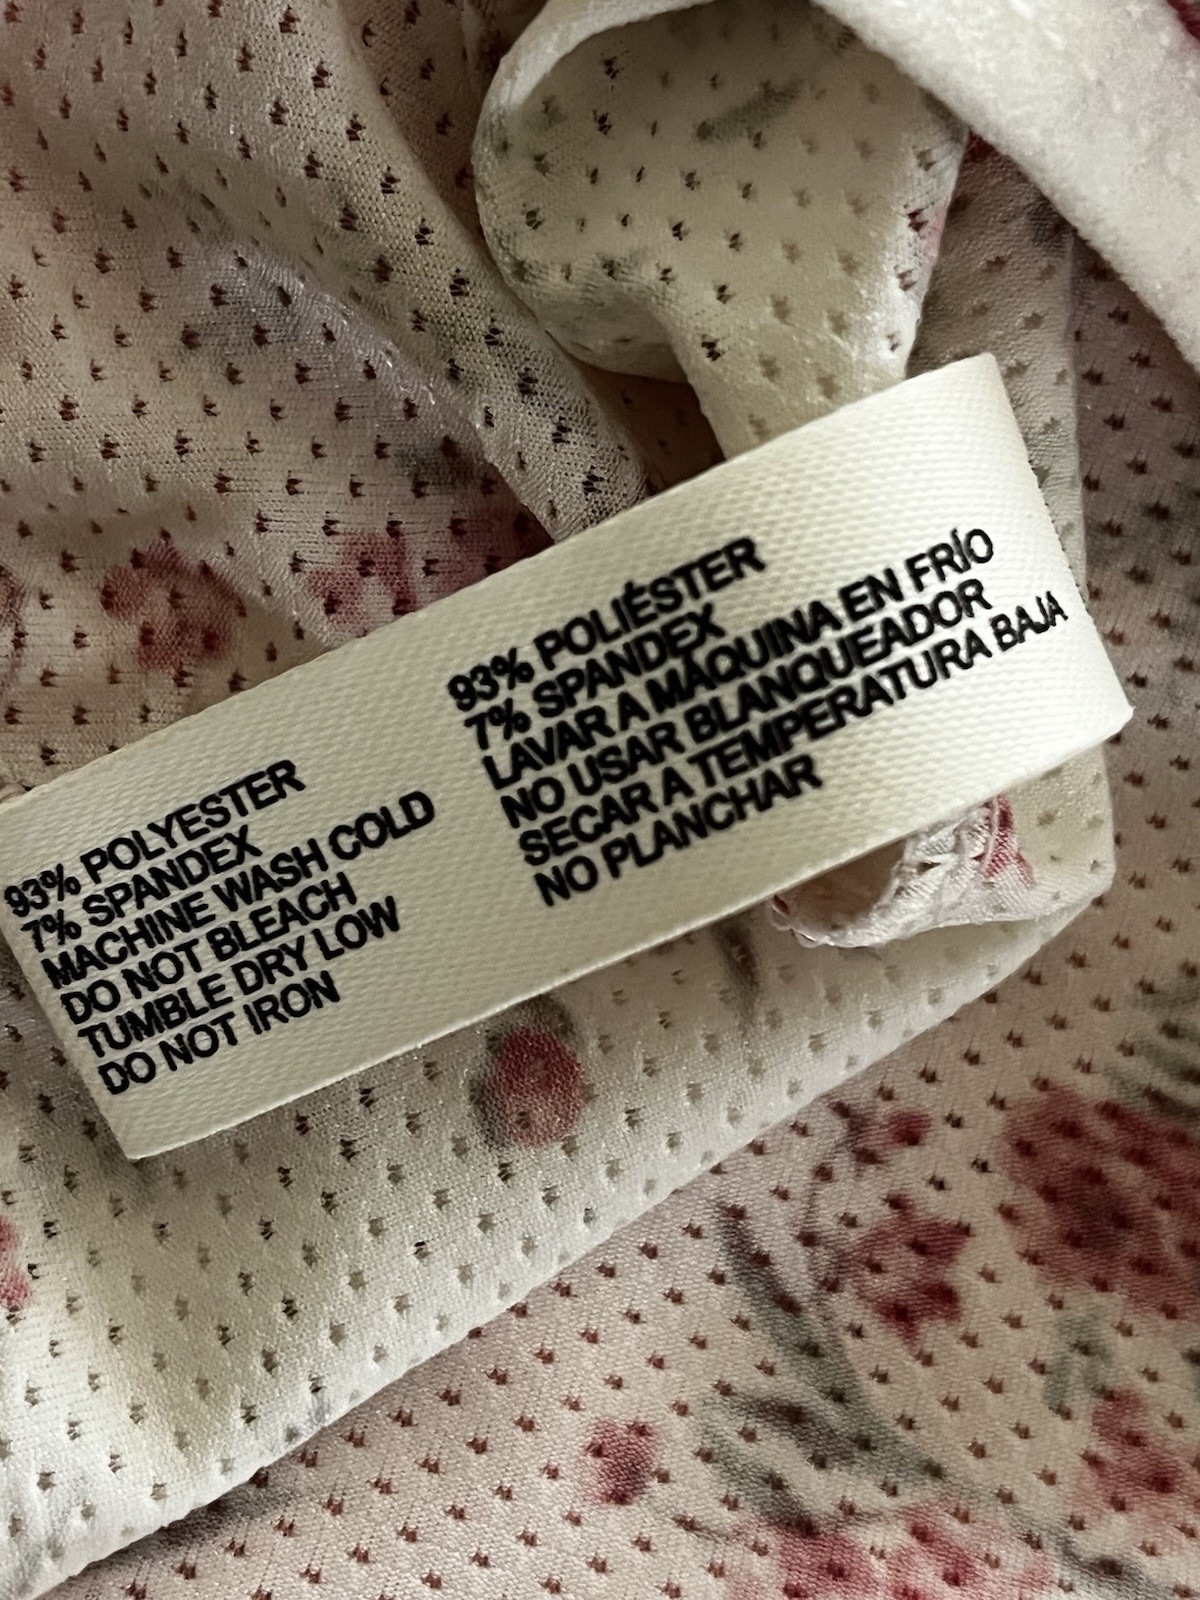 93% POLYESTER
7% SPANDEX
MACHINE WASH COLD
DO NOT BLEACH
TUMBLE DRY LOW
DO NOT IRON
93% POLIÉSTER
7% SPANDEX
LAVAR A MÁQUINA EN FRÍO
NO USAR BLANQUEADOR
SECAR A TEMPERATURA BAJA
NO PLANCHAR